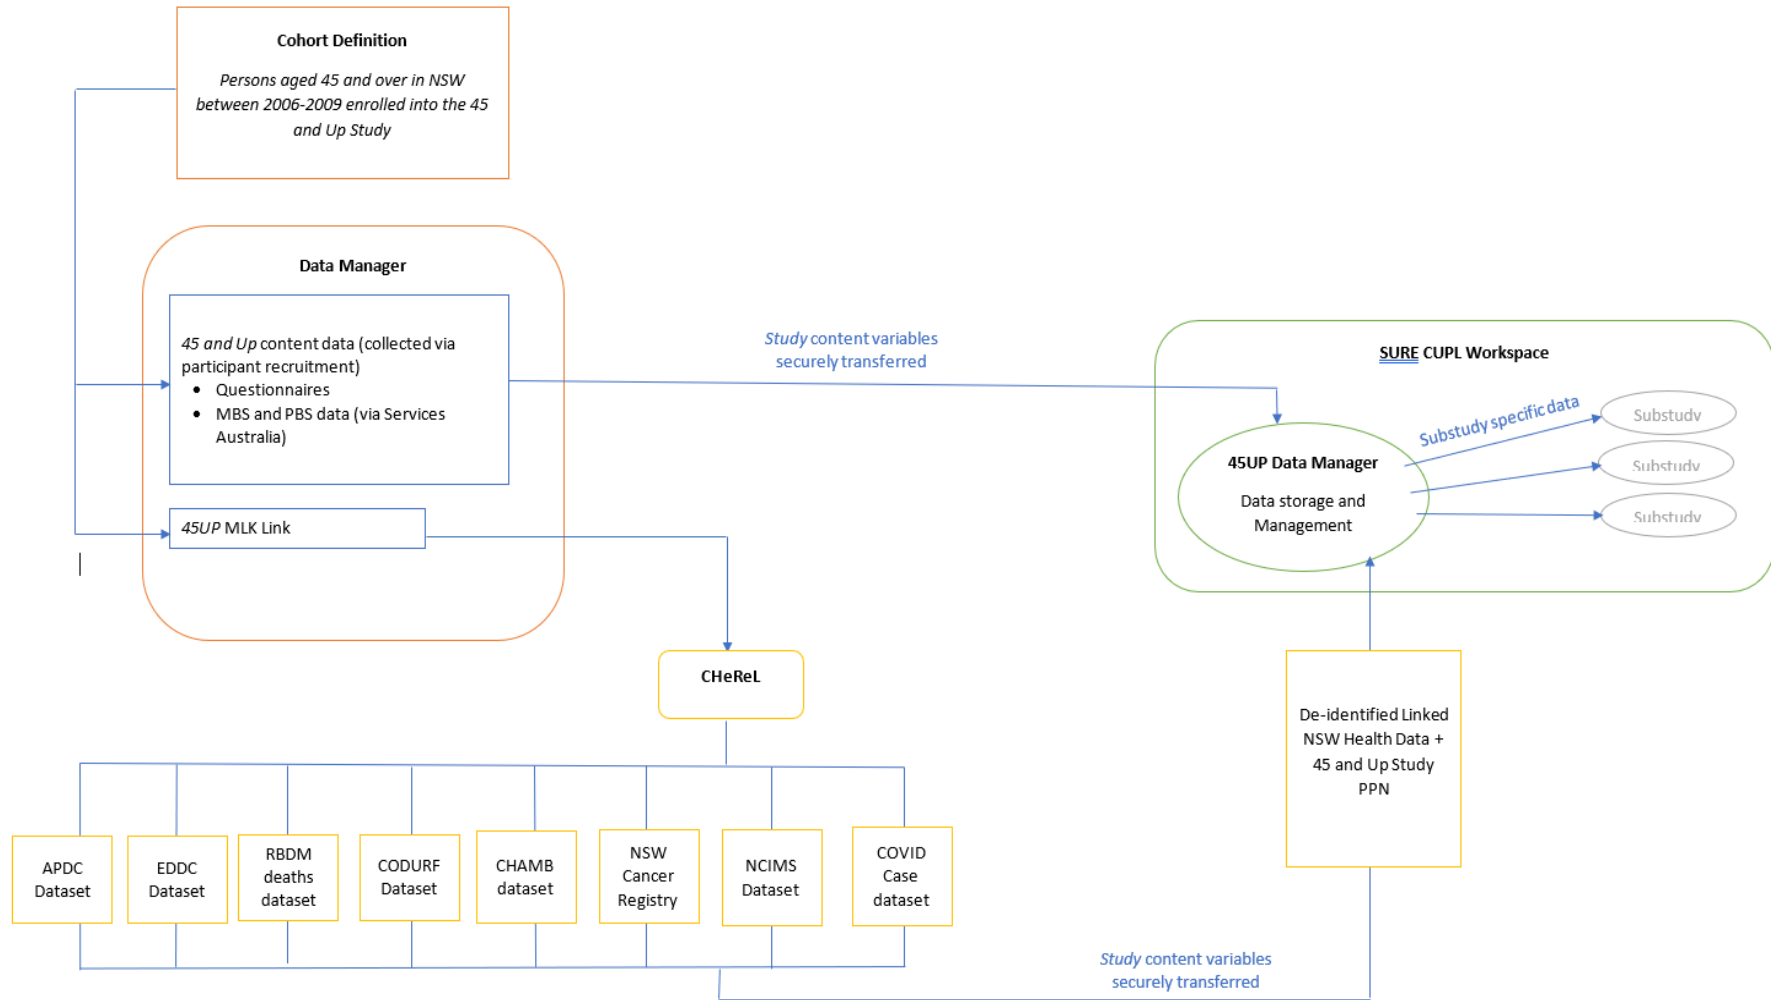 Cohort Definition
Persons aged 45 and over in NSW
between 2006-2009 enrolled into the 45
and Up Study
Data Manager
45 and Up content data (collected via
participant recruitment)
• Questionnaires
• MBS and PBS data (via Services
Australia)
45UP MLK Link
Study content variables
securely transferred
SURE CUPL Workspace
45UP Data Manager
Data storage and
Management
Substudy specific data
Substudy
Substudy
Substudy
CHeReL
De-identified Linked
NSW Health Data +
45 and Up Study
PPN
APDC
Dataset
EDDC
Dataset
RBDM
deaths
dataset
CODURF
Dataset
CHAMB
dataset
NSW
Cancer
Registry
NCIMS
Dataset
COVID
Case
dataset
Study content variables
securely transferred